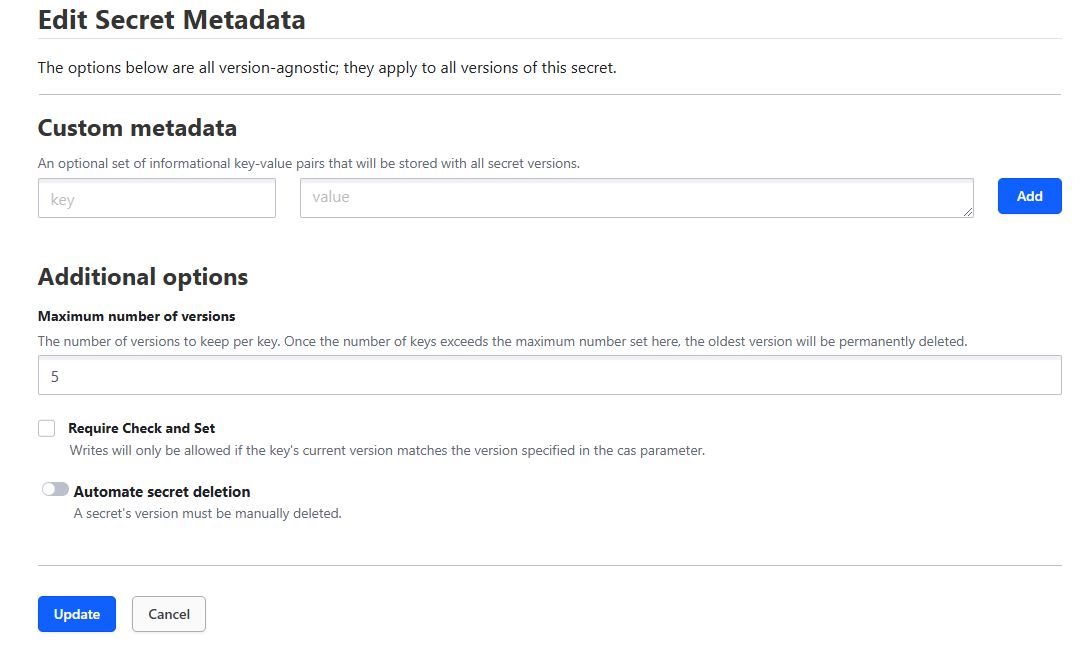 Edit Secret Metadata
The options below are all version-agnostic; they apply to all versions of this secret.
Custom metadata
An optional set of informational key-value pairs that will be stored with all secret versions.
key
value
Add
Additional options
Maximum number of versions
The number of versions to keep per key. Once the number of keys exceeds the maximum number set here, the oldest version will be permanently deleted.
5
Require Check and Set
Writes will only be allowed if the key's current version matches the version specified in the cas parameter.
Automate secret deletion
A secret's version must be manually deleted.
Update
Cancel